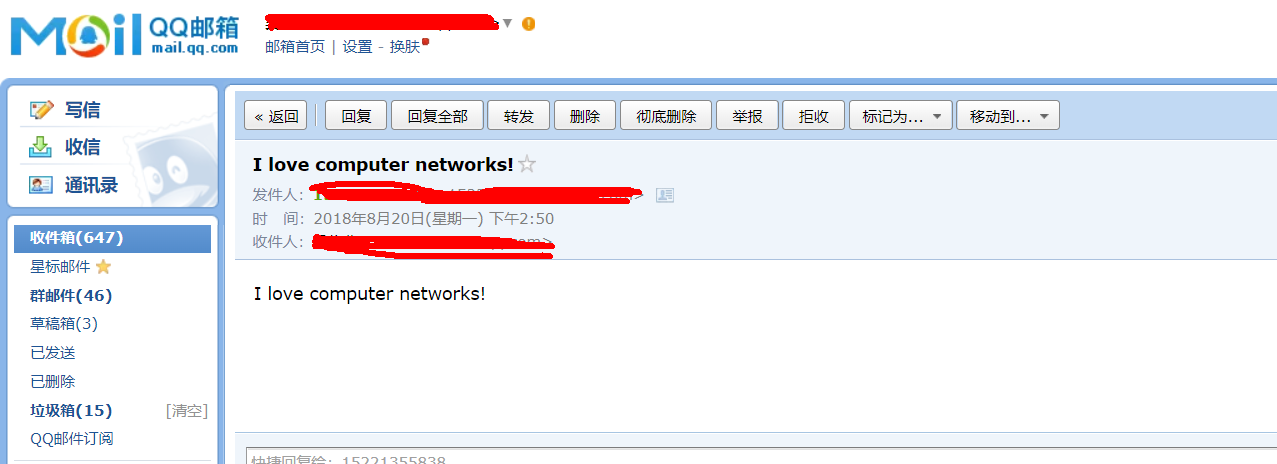 Mail QQ邮箱
mail.qq.com
邮箱首页 | 设置 - 换肤
写信
收信
通讯录
收件箱(647)
星标邮件
群邮件(46)
草稿箱(3)
已发送
已删除
垃圾箱(15) [清空]
QQ邮件订阅
« 返回 回复 回复全部 转发 删除 彻底删除 举报 拒收 标记为... 移动到...
I love computer networks!
发件人：
时 间：2018年8月20日(星期一) 下午2:50
收件人：
I love computer networks!
快捷回复给：15221355838